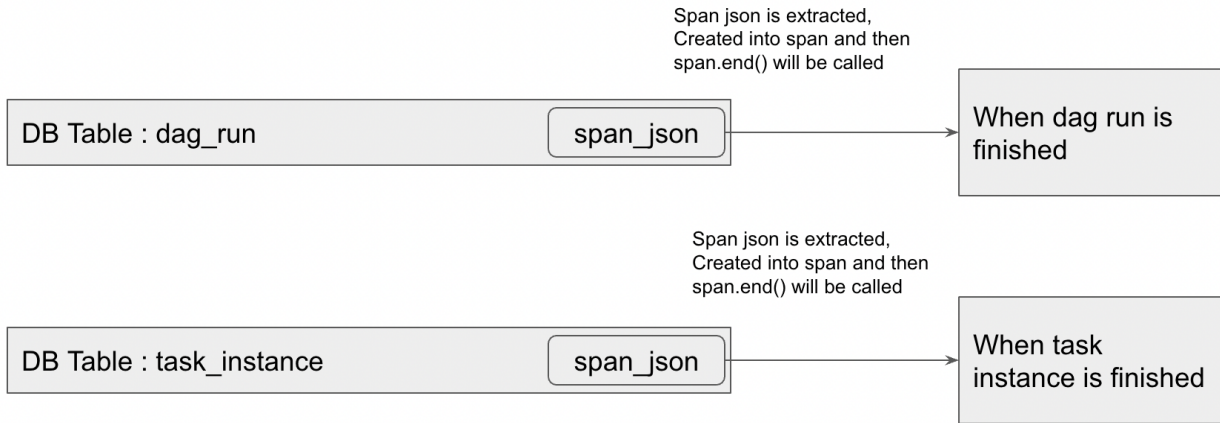 Span json is extracted,
Created into span and then
span.end() will be called
DB Table : dag_run
span_json
When dag run is
finished
Span json is extracted,
Created into span and then
span.end() will be called
DB Table : task_instance
span_json
When task
instance is finished